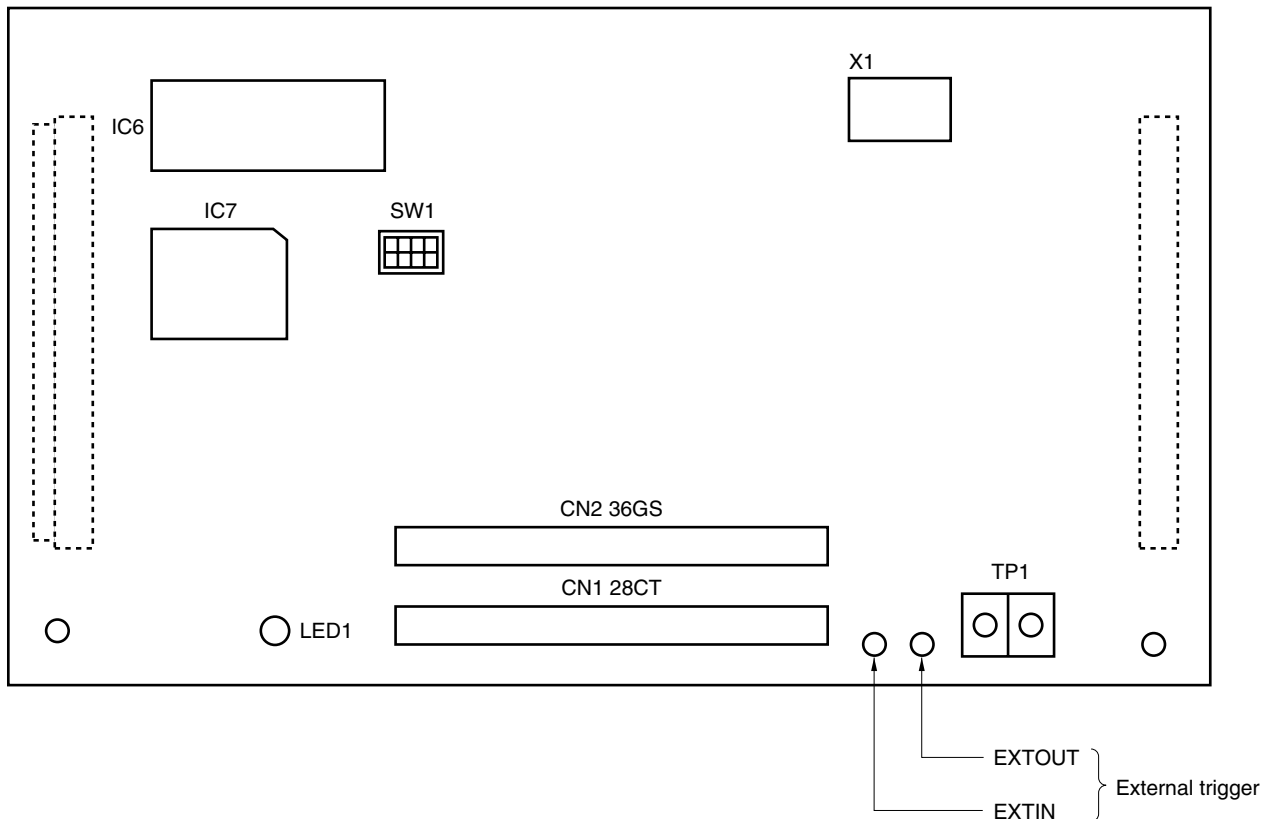 X1
IC6
IC7
SW1
CN2 36GS
CN1 28CT
TP1
LED1
EXTOUT
External trigger
EXTIN